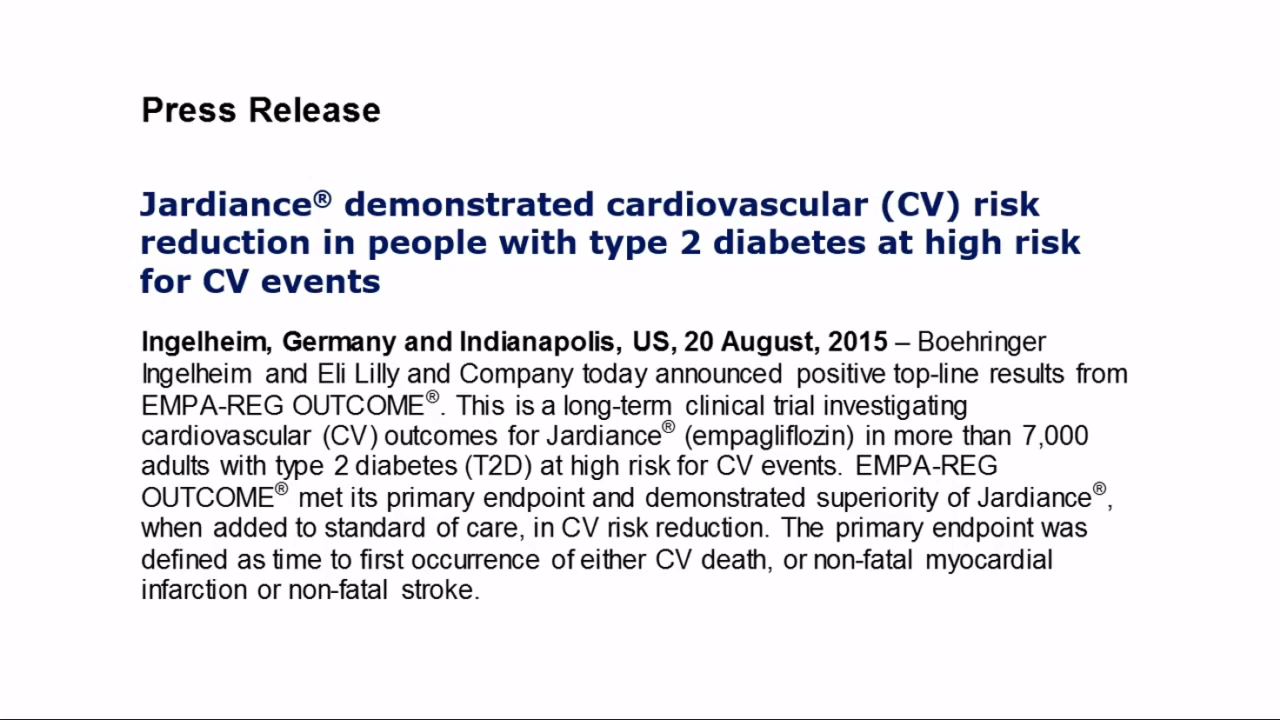 Press Release
Jardiance® demonstrated cardiovascular (CV) risk
reduction in people with type 2 diabetes at high risk
for CV events
Ingelheim, Germany and Indianapolis, US, 20 August, 2015 – Boehringer
Ingelheim and Eli Lilly and Company today announced positive top-line results from
EMPA-REG OUTCOME®. This is a long-term clinical trial investigating
cardiovascular (CV) outcomes for Jardiance® (empagliflozin) in more than 7,000
adults with type 2 diabetes (T2D) at high risk for CV events. EMPA-REG
OUTCOME® met its primary endpoint and demonstrated superiority of Jardiance®,
when added to standard of care, in CV risk reduction. The primary endpoint was
defined as time to first occurrence of either CV death, or non-fatal myocardial
infarction or non-fatal stroke.